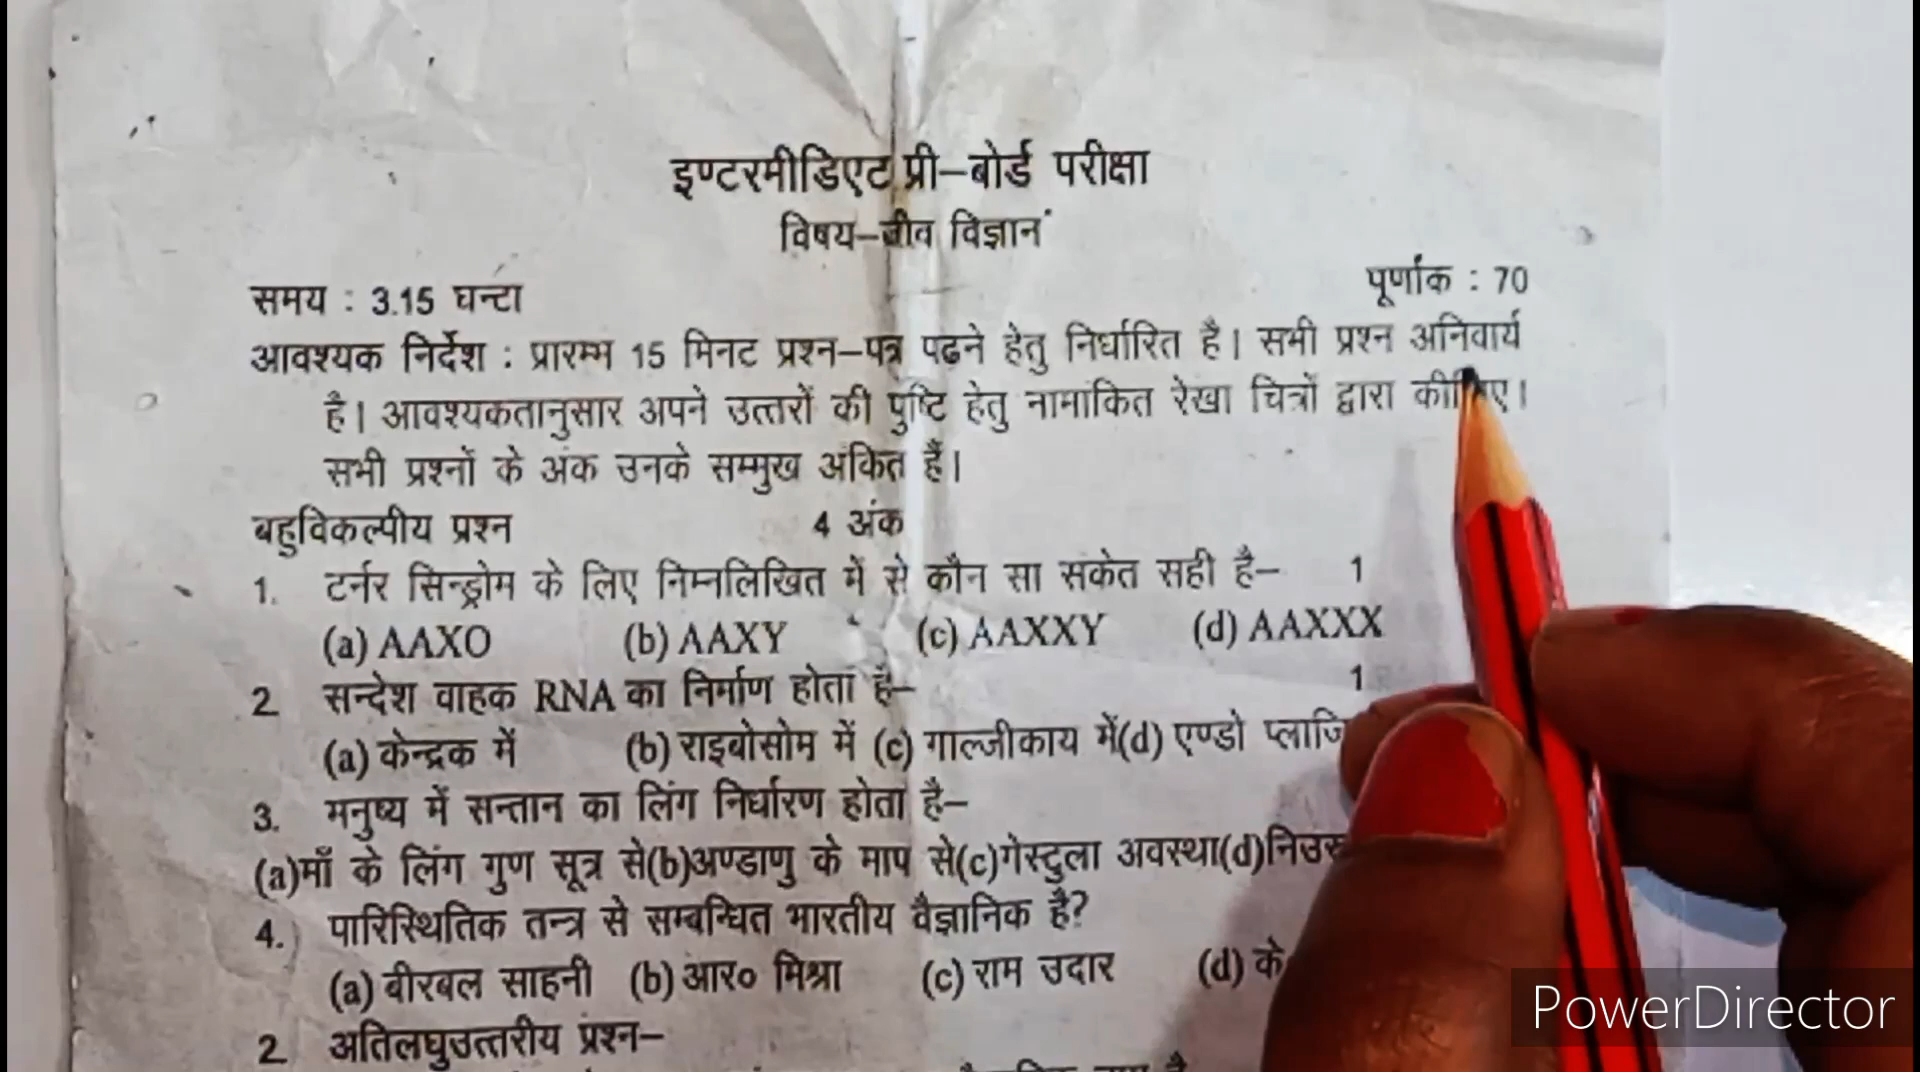 इण्टरमीडिएट प्री–बोर्ड परीक्षा
विषय–जीव विज्ञान
समय : 3.15 घन्टा पूर्णांक : 70
आवश्यक निर्देश : प्रारम्भ 15 मिनट प्रश्न–पत्र पढने हेतु निर्धारित है। सभी प्रश्न अनिवार्य
है। आवश्यकतानुसार अपने उत्तरों की पुष्टि हेतु नामांकित रेखा चित्रों द्वारा कीजिए।
सभी प्रश्नों के अंक उनके सम्मुख अंकित हैं।
बहुविकल्पीय प्रश्न 4 अंक
1. टर्नर सिन्ड्रोम के लिए निम्नलिखित में से कौन सा संकेत सही है– 1
(a) AAXO (b) AAXY (c) AAXXY (d) AAXXX
2 सन्देश वाहक RNA का निर्माण होता है– 1
(a) केन्द्रक में (b) राइबोसोम में (c) गाल्जीकाय में(d) एण्डो
3. मनुष्य में सन्तान का लिंग निर्धारण होता है–
(a)माँ के लिंग गुण सूत्र से(b)अण्डाणु के माप से(c)गेस्टुला अवस्था(d)
4. पारिस्थितिक तन्त्र से सम्बन्धित भारतीय वैज्ञानिक है?
(a) बीरबल साहनी (b) आर० मिश्रा (c) राम उदार (d) के
2 अतिलघुउत्तरीय प्रश्न–
PowerDirector